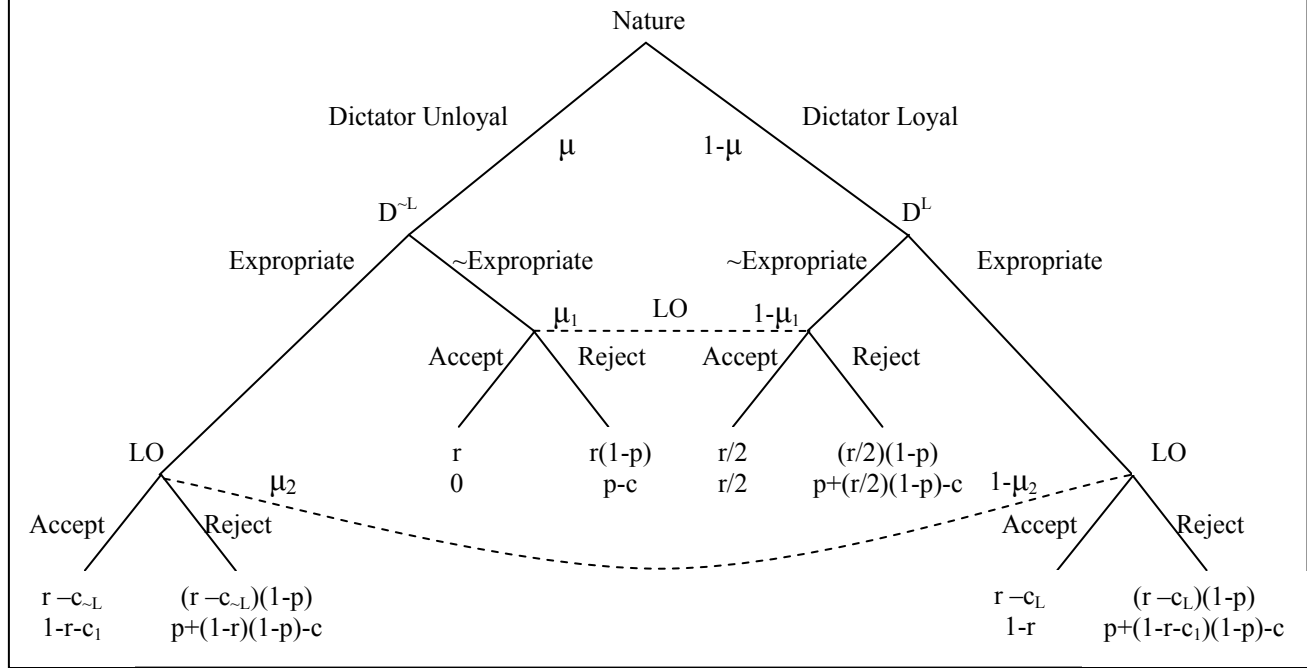 Nature
Dictator Unloyal Dictator Loyal
μ 1-μ
D~L D^L
Expropriate ~Expropriate ~Expropriate Expropriate
μ1 LO 1-μ1
Accept Reject Accept Reject
LO r r(1-p) r/2 (r/2)(1-p) LO
μ2 0 p-c r/2 p+(r/2)(1-p)-c 1-μ2
Accept Reject Accept Reject
r –c~L (r –c~L)(1-p) r –cL (r –cL)(1-p)
1-r-c1 p+(1-r)(1-p)-c 1-r p+(1-r-c1)(1-p)-c